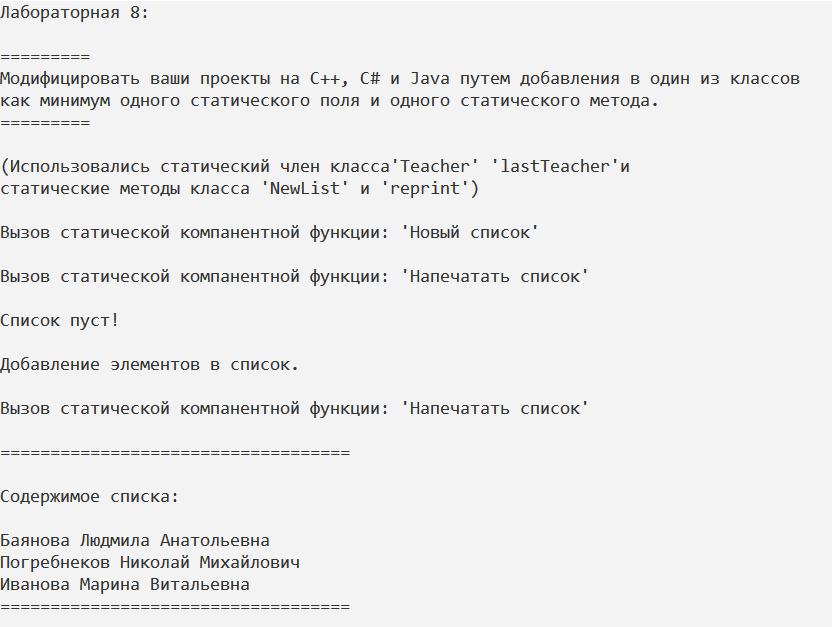 Лабораторная 8:
=========
Модифицировать ваши проекты на C++, C# и Java путем добавления в один из классов
как минимум одного статического поля и одного статического метода.
=========
(Использовались статический член класса'Teacher' 'lastTeacher'и
статические методы класса 'NewList' и 'reprint')
Вызов статической компанентной функции: 'Новый список'
Вызов статической компанентной функции: 'Напечатать список'
Список пуст!
Добавление элементов в список.
Вызов статической компанентной функции: 'Напечатать список'
===================================
Содержимое списка:
Баянова Людмила Анатольевна
Погребнеков Николай Михайлович
Иванова Марина Витальевна
===================================